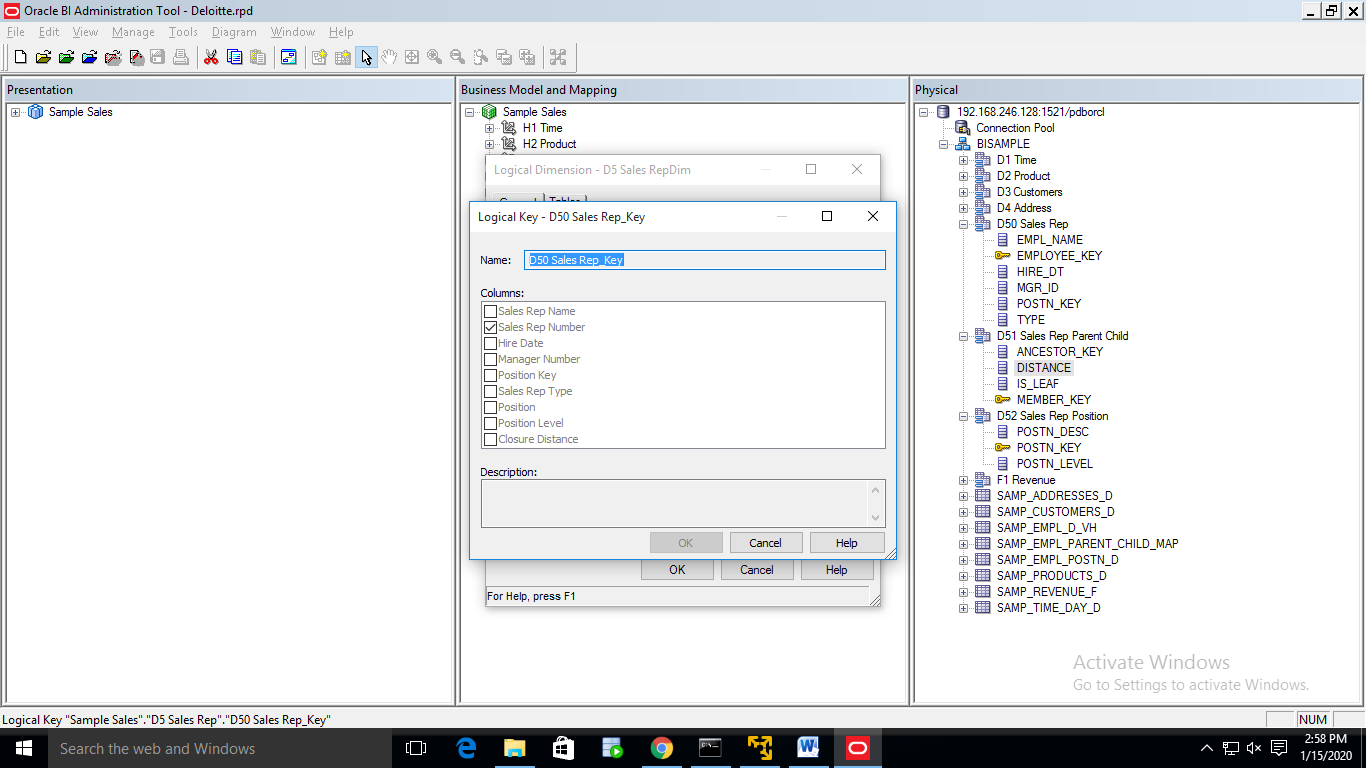 Oracle BI Administration Tool - Deloitte.rpd
File Edit View Manage Tools Diagram Window Help
Presentation
Sample Sales
Business Model and Mapping
Sample Sales
H1 Time
H2 Product
Logical Dimension - D5 Sales RepDim
Logical Key - D50 Sales Rep_Key
Name: D50 Sales Rep_Key
Columns:
Sales Rep Name
Sales Rep Number
Hire Date
Manager Number
Position Key
Sales Rep Type
Position
Position Level
Closure Distance
Description:
OK Cancel Help
OK Cancel Help
For Help, press F1
Physical
192.168.246.128:1521/pdborcl
Connection Pool
BISAMPLE
D1 Time
D2 Product
D3 Customers
D4 Address
D50 Sales Rep
EMPL_NAME
EMPLOYEE_KEY
HIRE_DT
MGR_ID
POSTN_KEY
TYPE
D51 Sales Rep Parent Child
ANCESTOR_KEY
DISTANCE
IS_LEAF
MEMBER_KEY
D52 Sales Rep Position
POSTN_DESC
POSTN_KEY
POSTN_LEVEL
F1 Revenue
SAMP_ADDRESSES_D
SAMP_CUSTOMERS_D
SAMP_EMPL_D_VH
SAMP_EMPL_PARENT_CHILD_MAP
SAMP_EMPL_POSTN_D
SAMP_PRODUCTS_D
SAMP_REVENUE_F
SAMP_TIME_DAY_D
Activate Windows
Go to Settings to activate Windows.
Logical Key "Sample Sales"."D5 Sales Rep"."D50 Sales Rep_Key"
NUM
Search the web and Windows
2:58 PM
1/15/2020